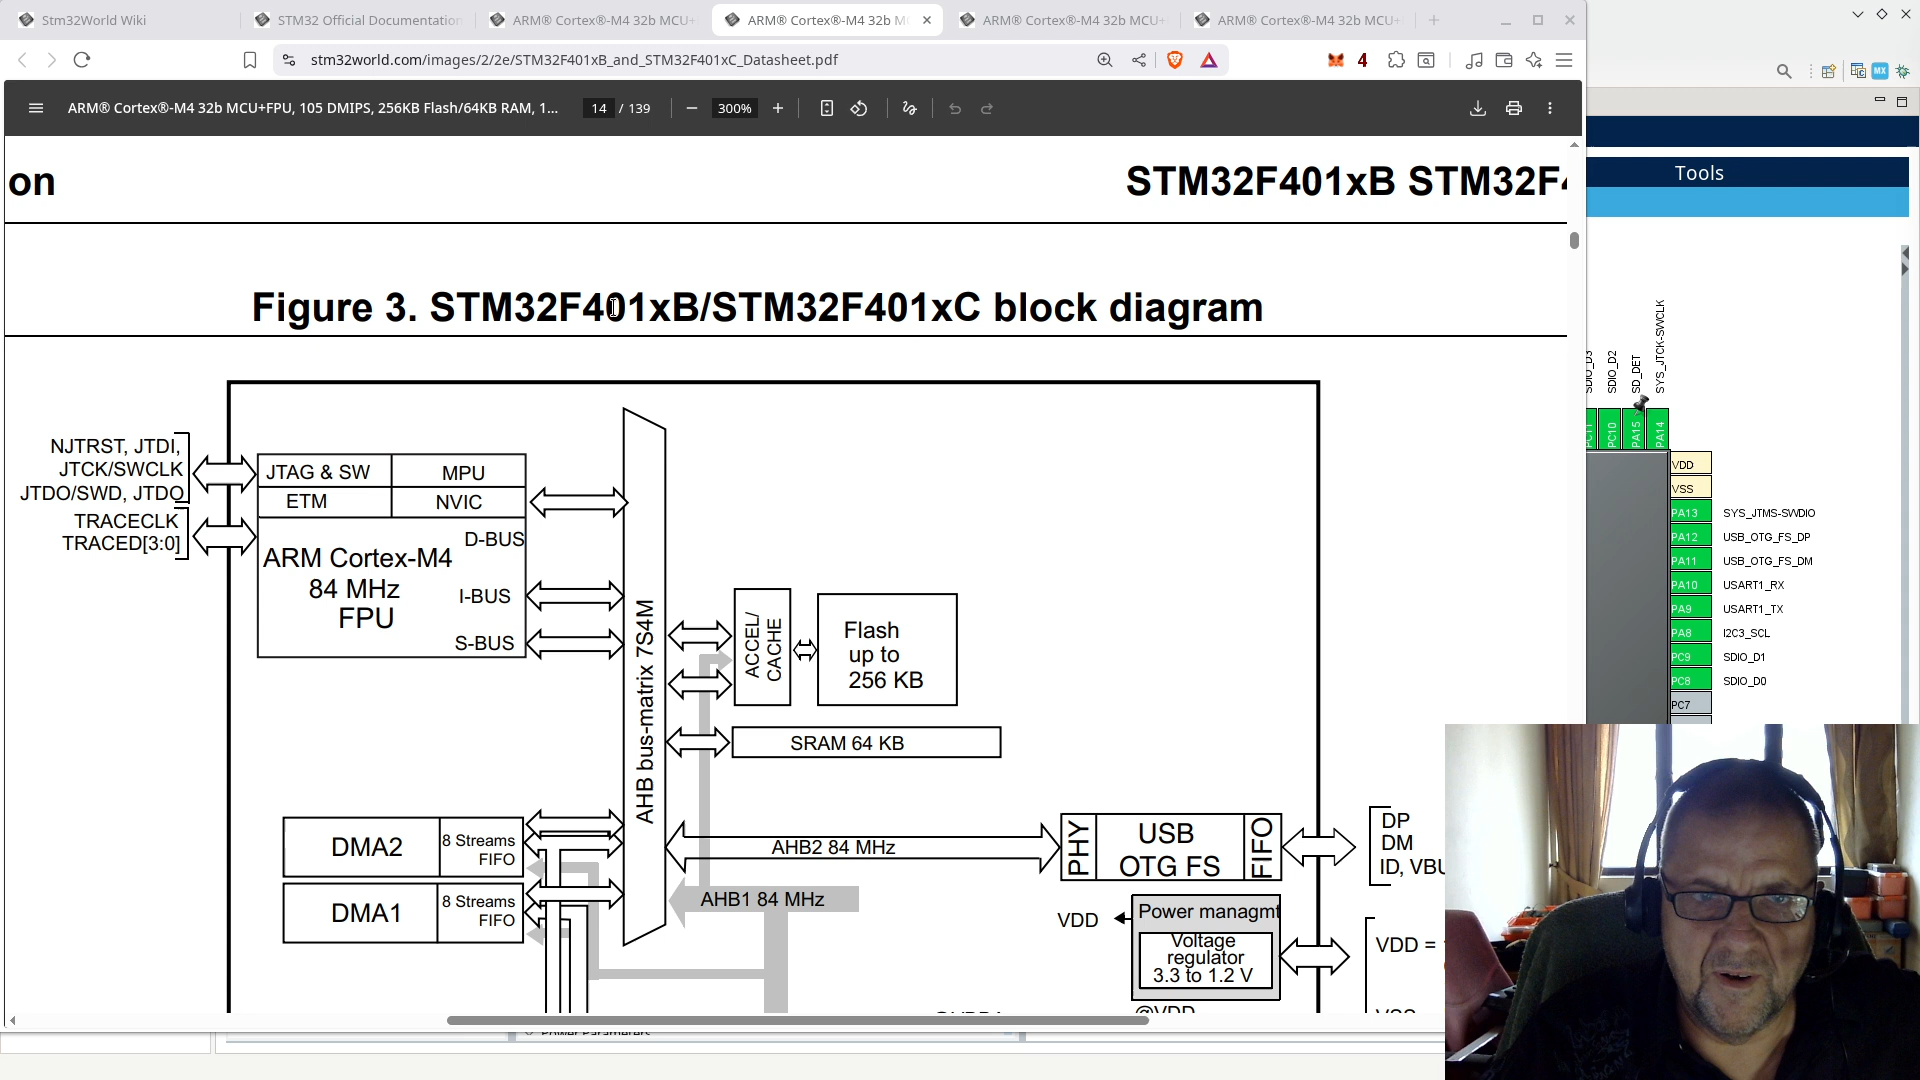 Stm32World Wiki
STM32 Official Documentation
ARM® Cortex®-M4 32b MCU+
ARM® Cortex®-M4 32b M
ARM® Cortex®-M4 32b MCU+
ARM® Cortex®-M4 32b MCU+
stm32world.com/images/2/2e/STM32F401xB_and_STM32F401xC_Datasheet.pdf
4
MX
ARM® Cortex®-M4 32b MCU+FPU, 105 DMIPS, 256KB Flash/64KB RAM, 1...
14 / 139
300%
on
STM32F401xB STM32F4
Tools
Figure 3. STM32F401xB/STM32F401xC block diagram
NJTRST, JTDI,
JTCK/SWCLK
JTDO/SWD, JTDO
TRACECLK
TRACED[3:0]
JTAG & SW
MPU
ETM
NVIC
D-BUS
ARM Cortex-M4
84 MHz
FPU
I-BUS
S-BUS
AHB bus-matrix 7S4M
ACCEL/
CACHE
Flash
up to
256 KB
SRAM 64 KB
DMA2
8 Streams
FIFO
DMA1
8 Streams
FIFO
AHB2 84 MHz
AHB1 84 MHz
PHY
USB
OTG FS
FIFO
DP
DM
ID, VBU
VDD
Power managmt
Voltage
regulator
3.3 to 1.2 V
VDD =
@VDD
SDIO_D3
SDIO_D2
SD_DET
SYS_JTCK-SWCLK
PC11
PC10
PA15
PA14
VDD
VSS
PA13 SYS_JTMS-SWDIO
PA12 USB_OTG_FS_DP
PA11 USB_OTG_FS_DM
PA10 USART1_RX
PA9 USART1_TX
PA8 I2C3_SCL
PC9 SDIO_D1
PC8 SDIO_D0
PC7